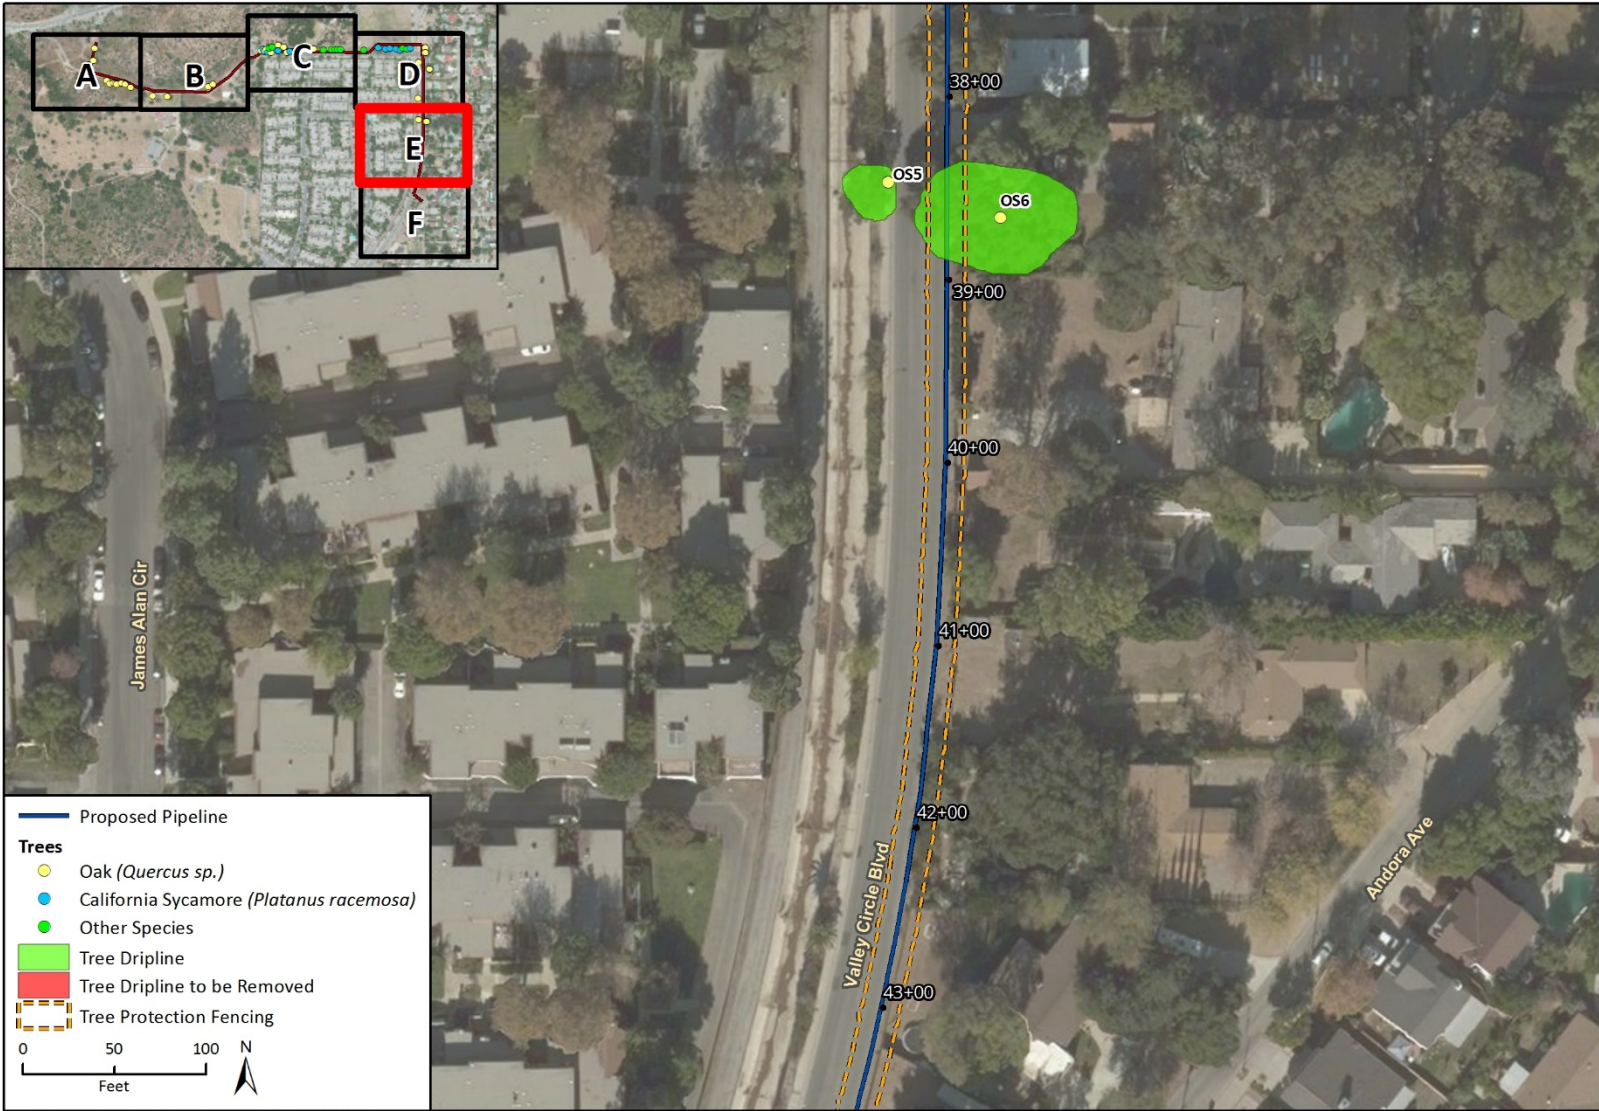 A
B
C
D
E
F
38+00
OS5
OS6
39+00
40+00
41+00
42+00
43+00
James Alan Cir
Valley Circle Blvd
Andora Ave
Proposed Pipeline
Trees
Oak (Quercus sp.)
California Sycamore (Platanus racemosa)
Other Species
Tree Dripline
Tree Dripline to be Removed
Tree Protection Fencing
0 50 100 N
Feet